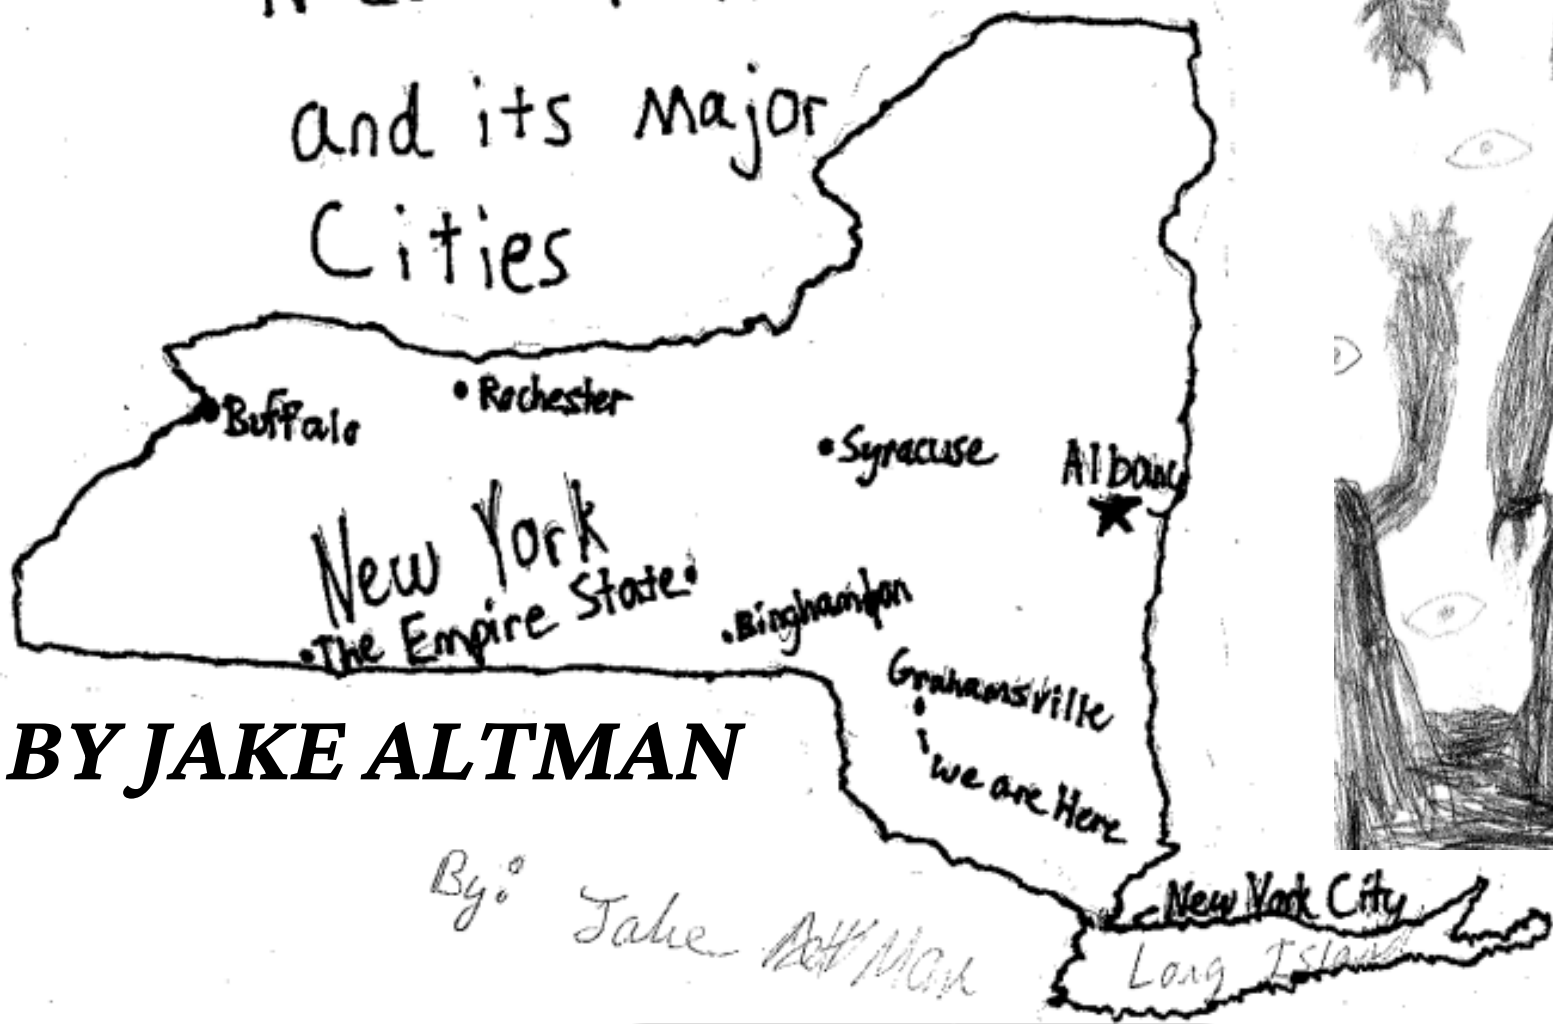 and its Major
Cities
Buffalo
Rochester
Syracuse
Albany
New York
The Empire State
Binghamton
Grahamsville
we are Here
BY JAKE ALTMAN
By: Jake Altman
New York City
Long Island